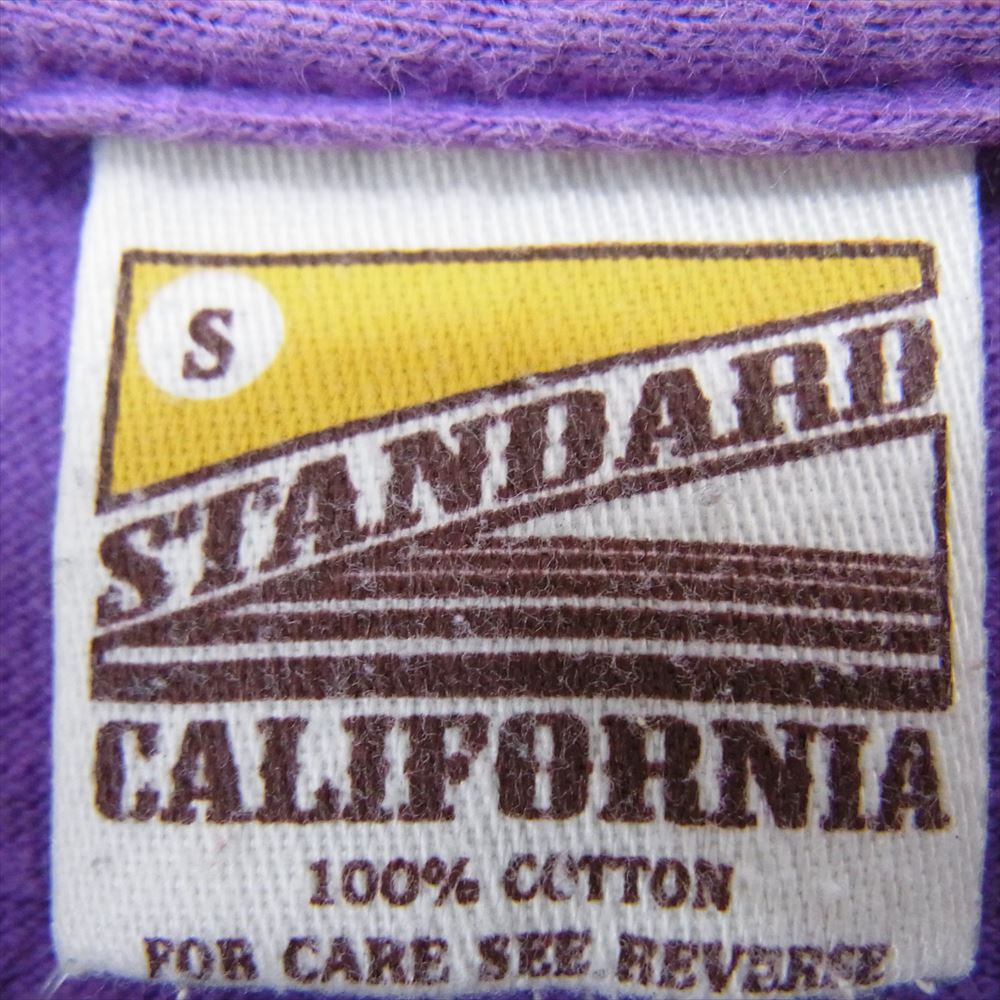 S
STANDARD
CALIFORNIA
100% COTTON
FOR CARE SEE REVERSE